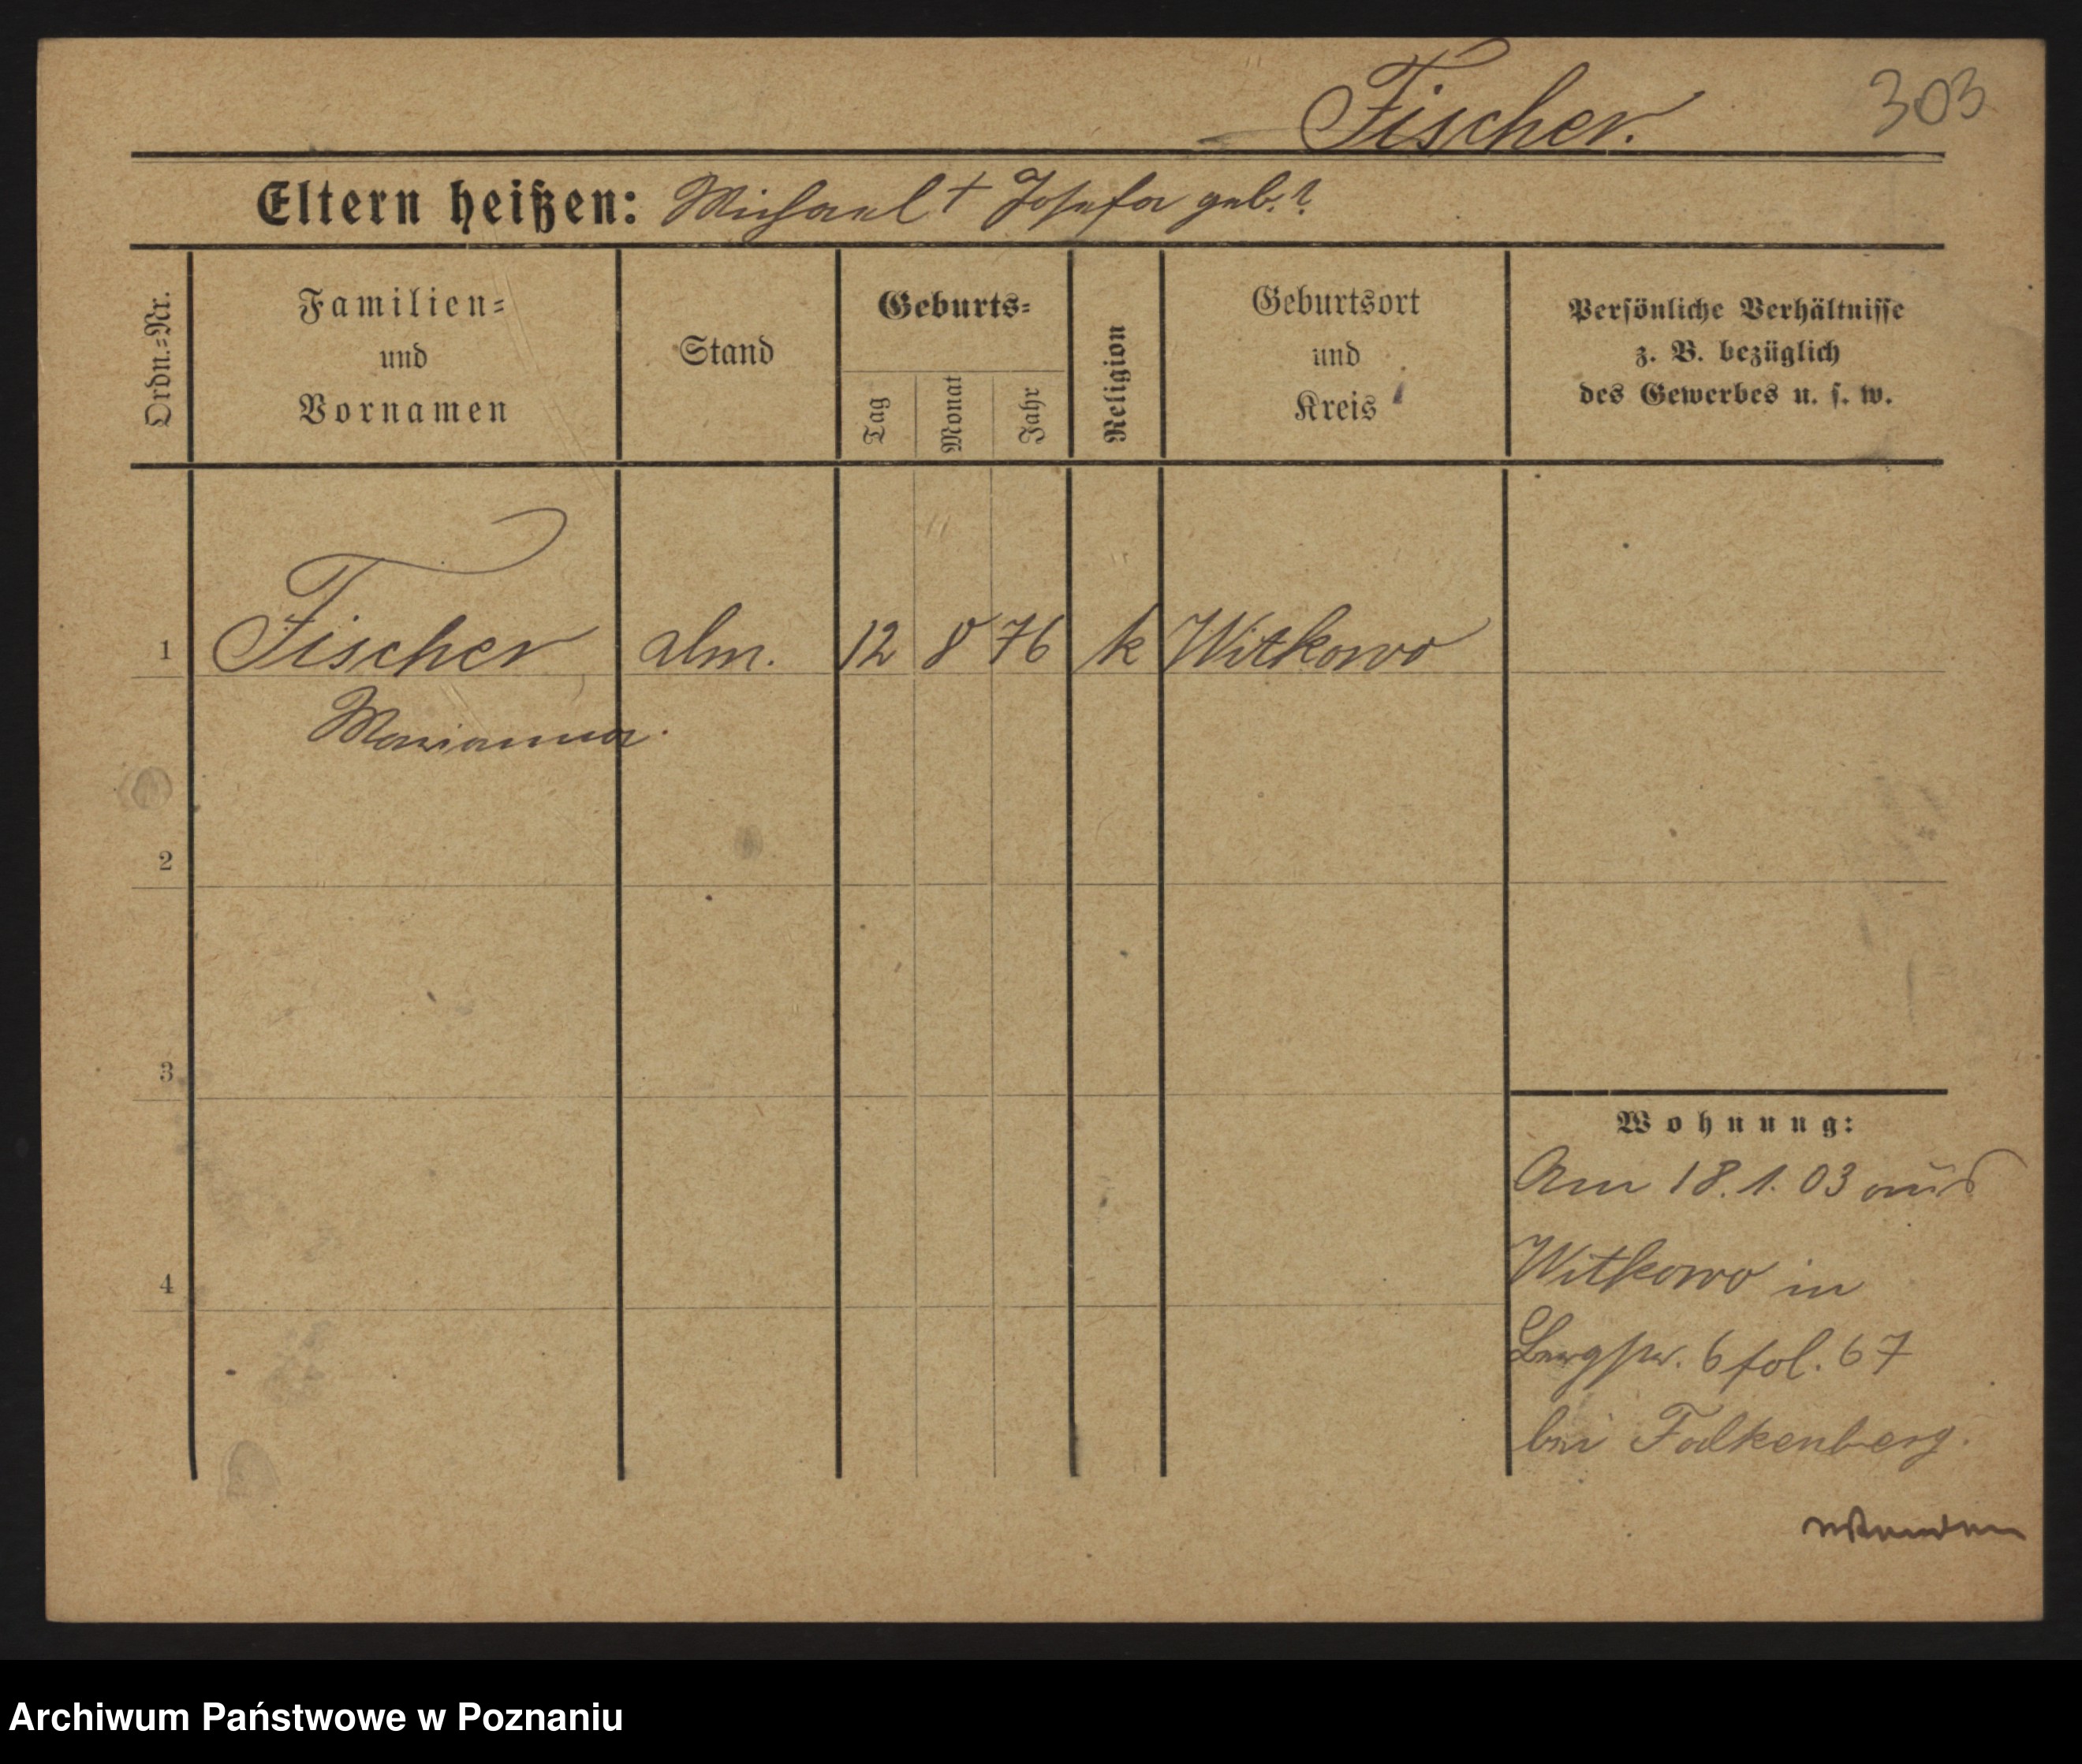 Fischer.
303
Eltern heißen: Michael † Josefa geb. ?
Ordn.-Nr.
Familien-
und
Vornamen
Stand
Geburts-
Tag
Monat
Jahr
Religion
Geburtsort
und
Kreis
Persönliche Verhältnisse
z. B. bezüglich
des Gewerbes u. s. w.
1 Fischer 12 8 76 k Witkowo
Marianna.
2
3
4
Wohnung:
Am 18. 1. 03 aus
Witkowo in
6 fol. 67
bei Falkenberg.
Archiwum Państwowe w Poznaniu